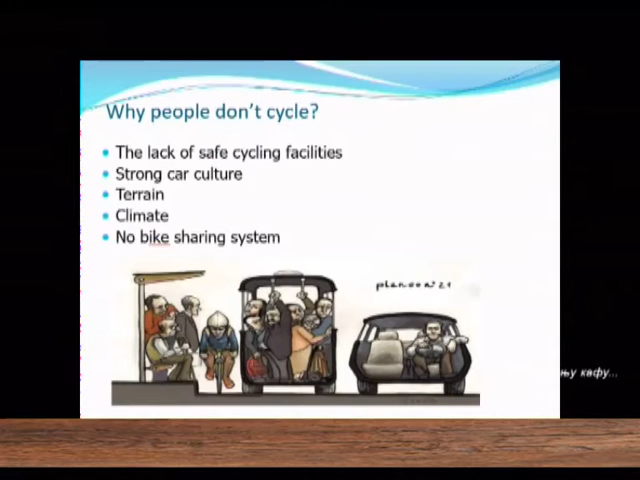 Why people don't cycle?
The lack of safe cycling facilities
Strong car culture
Terrain
Climate
No bike sharing system
кафу...